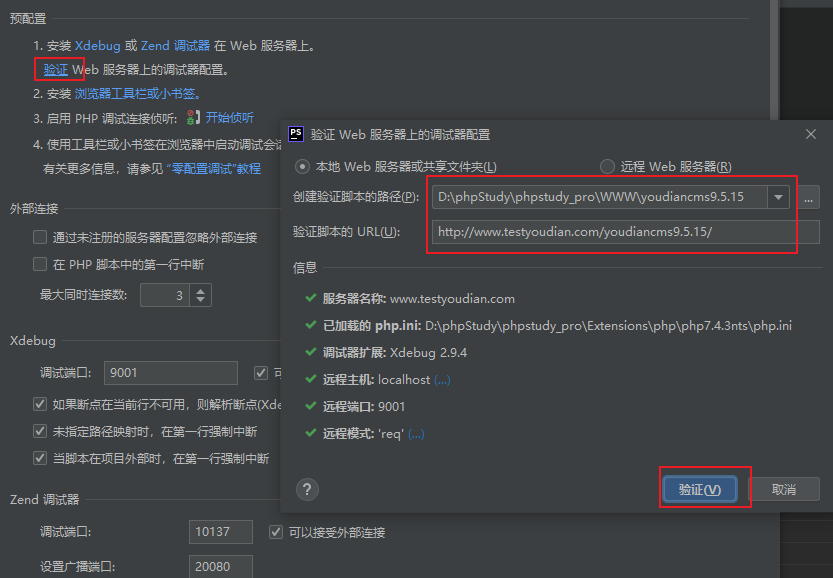 预配置
1. 安装 Xdebug 或 Zend 调试器 在 Web 服务器上。
验证 Web 服务器上的调试器配置。
2. 安装 浏览器工具栏或小书签。
3. 启用 PHP 调试连接侦听: 开始侦听
4. 使用工具栏或小书签在浏览器中启动调试会
有关更多信息，请参见 "零配置调试"教程
外部连接
通过未注册的服务器配置忽略外部连接
在 PHP 脚本中的第一行中断
最大同时连接数: 3
Xdebug
调试端口: 9001
如果断点在当前行不可用，则解析断点(Xde
未指定路径映射时，在第一行强制中断
当脚本在项目外部时，在第一行强制中断
Zend 调试器
调试端口: 10137 可以接受外部连接
设置广播端口: 20080
PS 验证 Web 服务器上的调试器配置
本地 Web 服务器或共享文件夹(L) 远程 Web 服务器(R)
创建验证脚本的路径(P): D:\phpStudy\phpstudy_pro\WWW\youdiancms9.5.15 ...
验证脚本的 URL(U): http://www.testyoudian.com/youdiancms9.5.15/
信息
服务器名称: www.testyoudian.com
已加载的 php.ini: D:\phpStudy\phpstudy_pro\Extensions\php\php7.4.3nts\php.ini
调试器扩展: Xdebug 2.9.4
远程主机: localhost (...)
远程端口: 9001
远程模式: 'req' (...)
? 验证(V) 取消